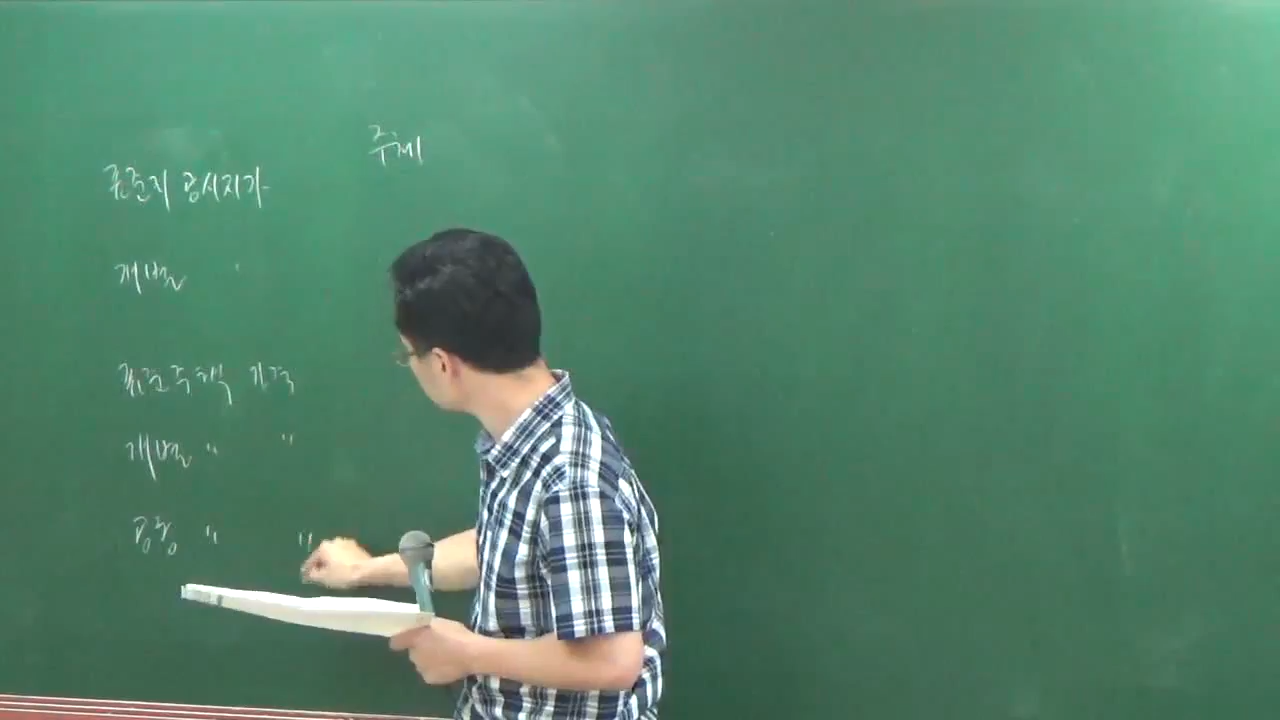 주체
표준지 공시지가
개별 "
표준주택 가격
개별 " "
공동 " "